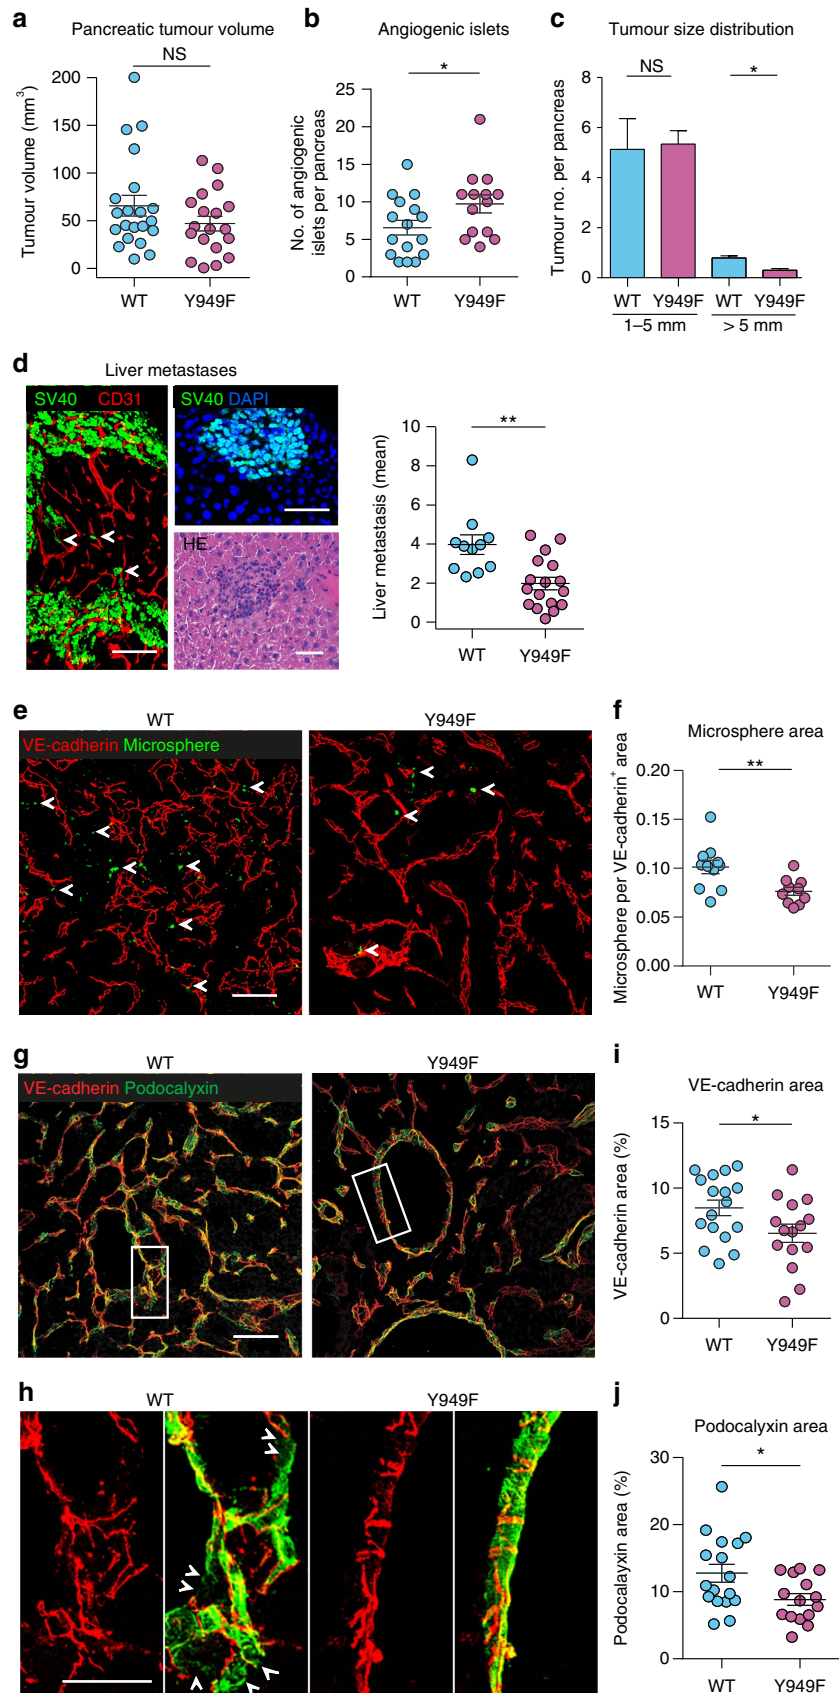 a
Pancreatic tumour volume
NS
Tumour volume (mm3)
200
150
100
50
0
WT
Y949F
b
Angiogenic islets
*
No. of angiogenic
islets per pancreas
25
20
15
10
5
0
WT
Y949F
c
Tumour size distribution
NS
*
Tumour no. per pancreas
8
6
4
2
0
WT
Y949F
WT
Y949F
1–5 mm
> 5 mm
d
Liver metastases
SV40 CD31
SV40 DAPI
HE
**
Liver metastasis (mean)
10
8
6
4
2
0
WT
Y949F
e
WT
Y949F
VE-cadherin Microsphere
f
Microsphere area
**
Microsphere per VE-cadherin+ area
0.20
0.15
0.10
0.05
0.00
WT
Y949F
g
WT
Y949F
VE-cadherin Podocalyxin
i
VE-cadherin area
*
VE-cadherin area (%)
15
10
5
0
WT
Y949F
h
WT
Y949F
j
Podocalyxin area
*
Podocalayxin area (%)
30
20
10
0
WT
Y949F